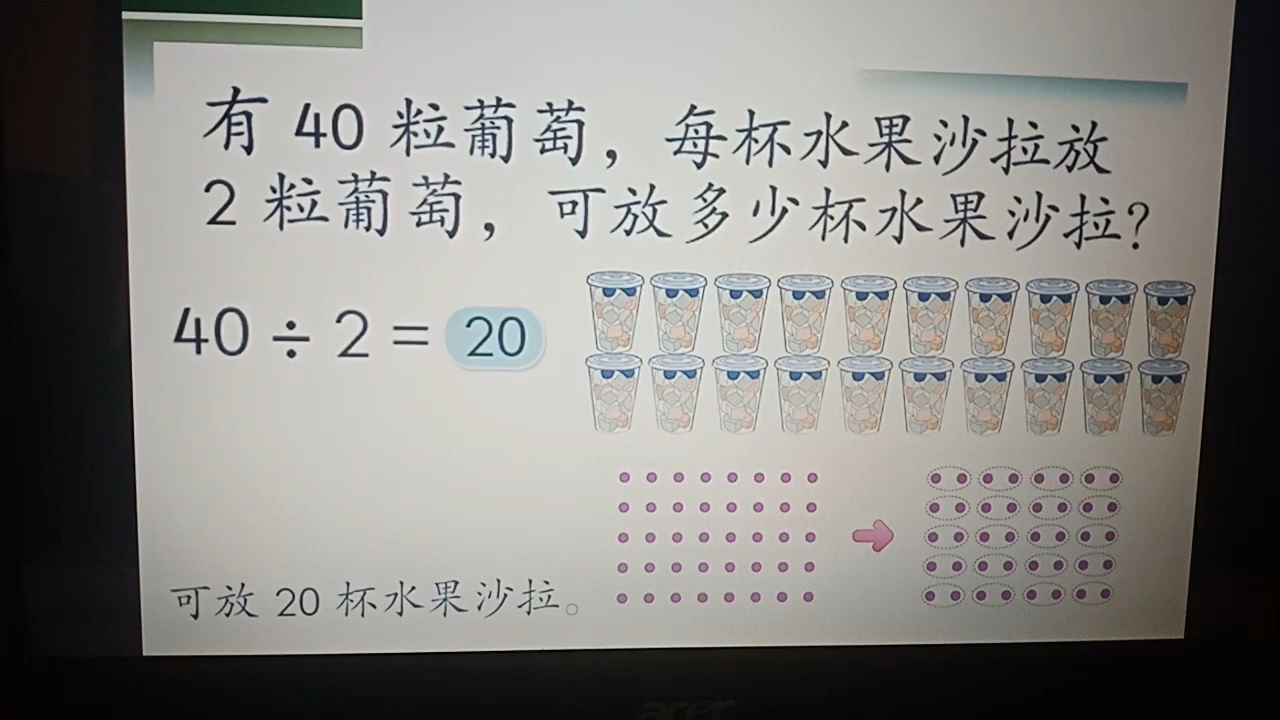 有 40 粒葡萄，每杯水果沙拉放
2 粒葡萄，可放多少杯水果沙拉？
40 ÷ 2 = 20
可放 20 杯水果沙拉。
acer